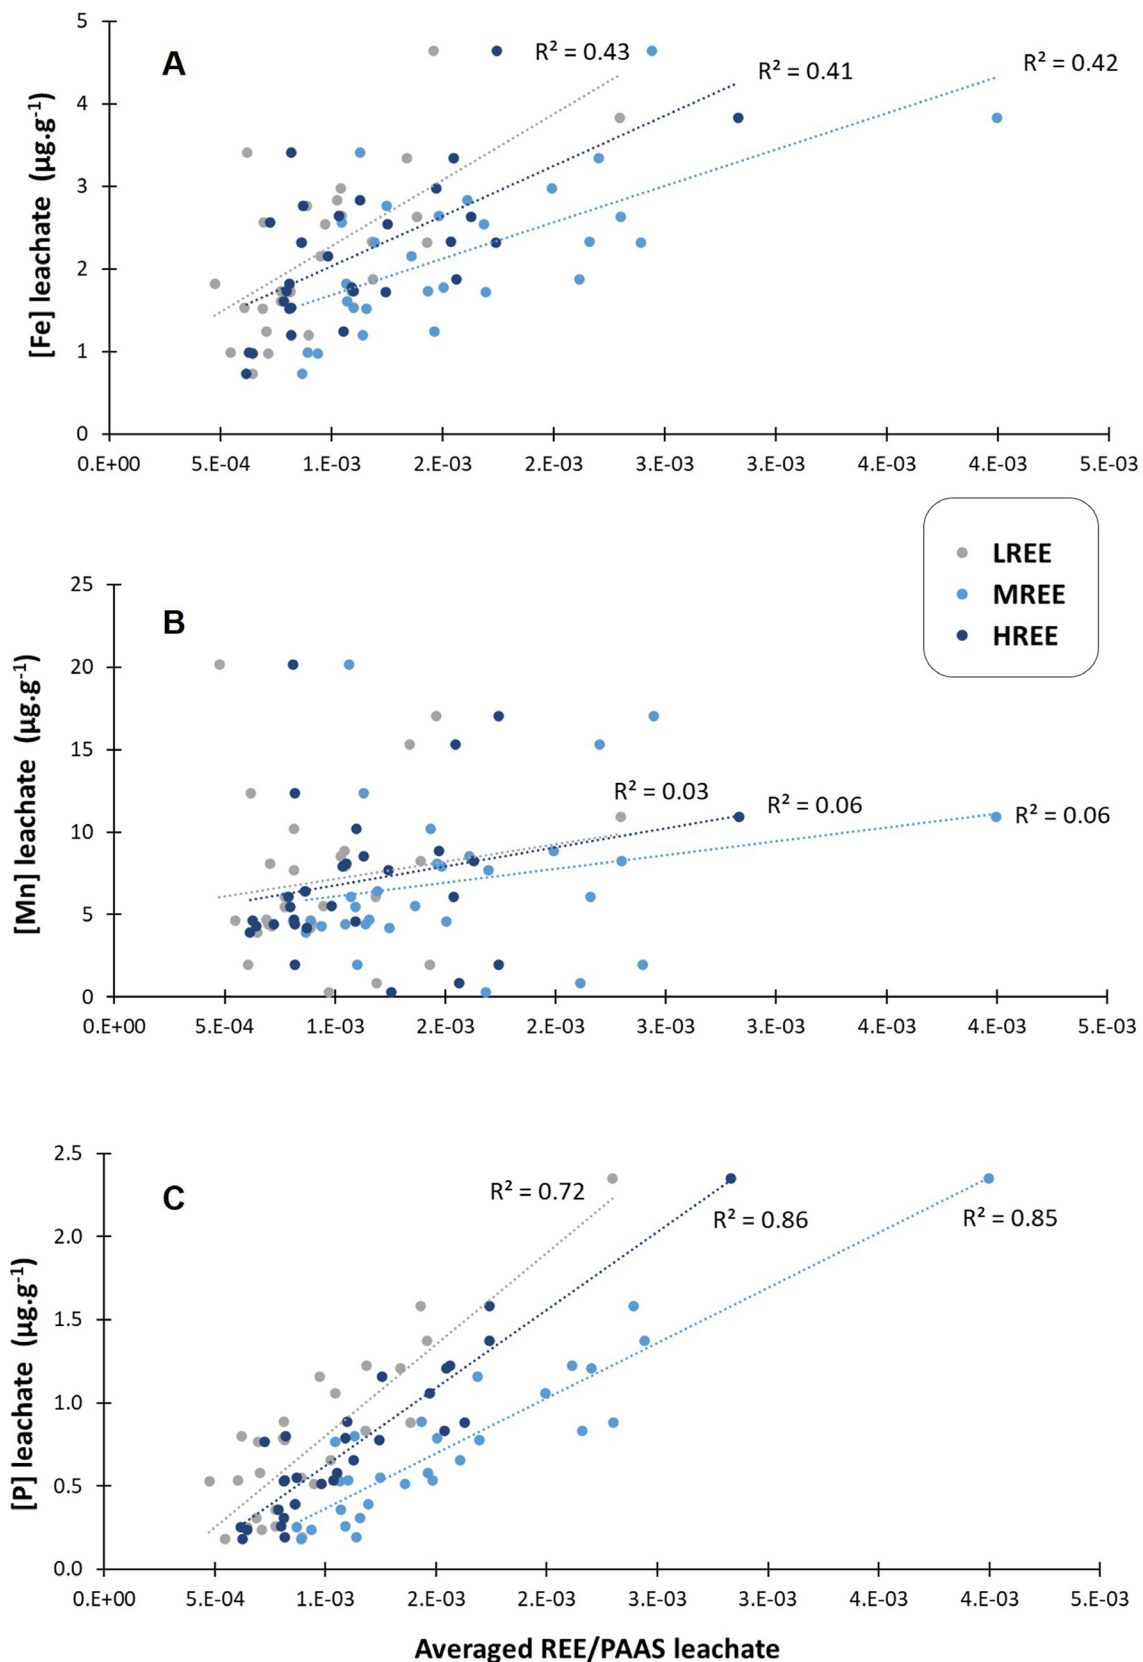 A
[Fe] leachate (µg.g⁻¹)
5
4
3
2
1
0
R² = 0.43
R² = 0.41
R² = 0.42
0.E+00 5.E-04 1.E-03 2.E-03 2.E-03 3.E-03 3.E-03 4.E-03 4.E-03 5.E-03
LREE
MREE
HREE
B
[Mn] leachate (µg.g⁻¹)
25
20
15
10
5
0
R² = 0.03
R² = 0.06
R² = 0.06
0.E+00 5.E-04 1.E-03 2.E-03 2.E-03 3.E-03 3.E-03 4.E-03 4.E-03 5.E-03
C
[P] leachate (µg.g⁻¹)
2.5
2.0
1.5
1.0
0.5
0.0
R² = 0.72
R² = 0.86
R² = 0.85
0.E+00 5.E-04 1.E-03 2.E-03 2.E-03 3.E-03 3.E-03 4.E-03 4.E-03 5.E-03
Averaged REE/PAAS leachate